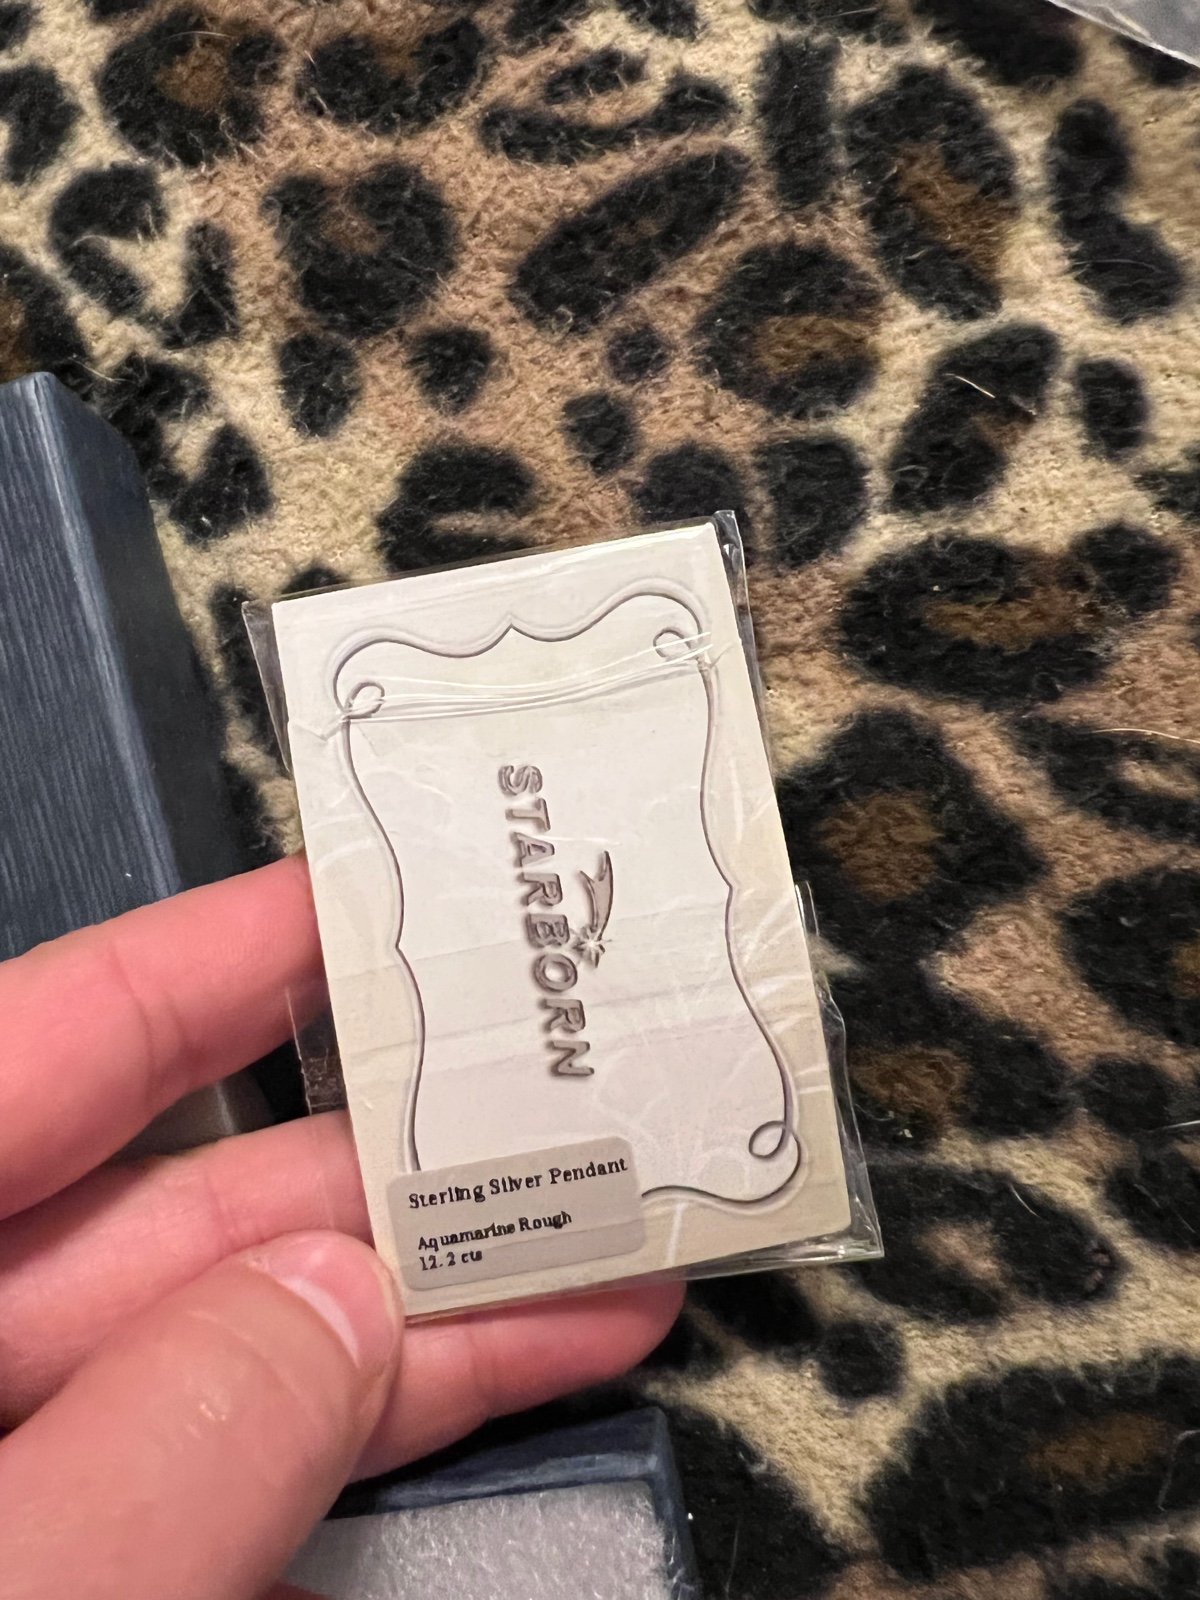 STARBORN
Sterling Silver Pendant
Aquamarine Rough
12.2 cts